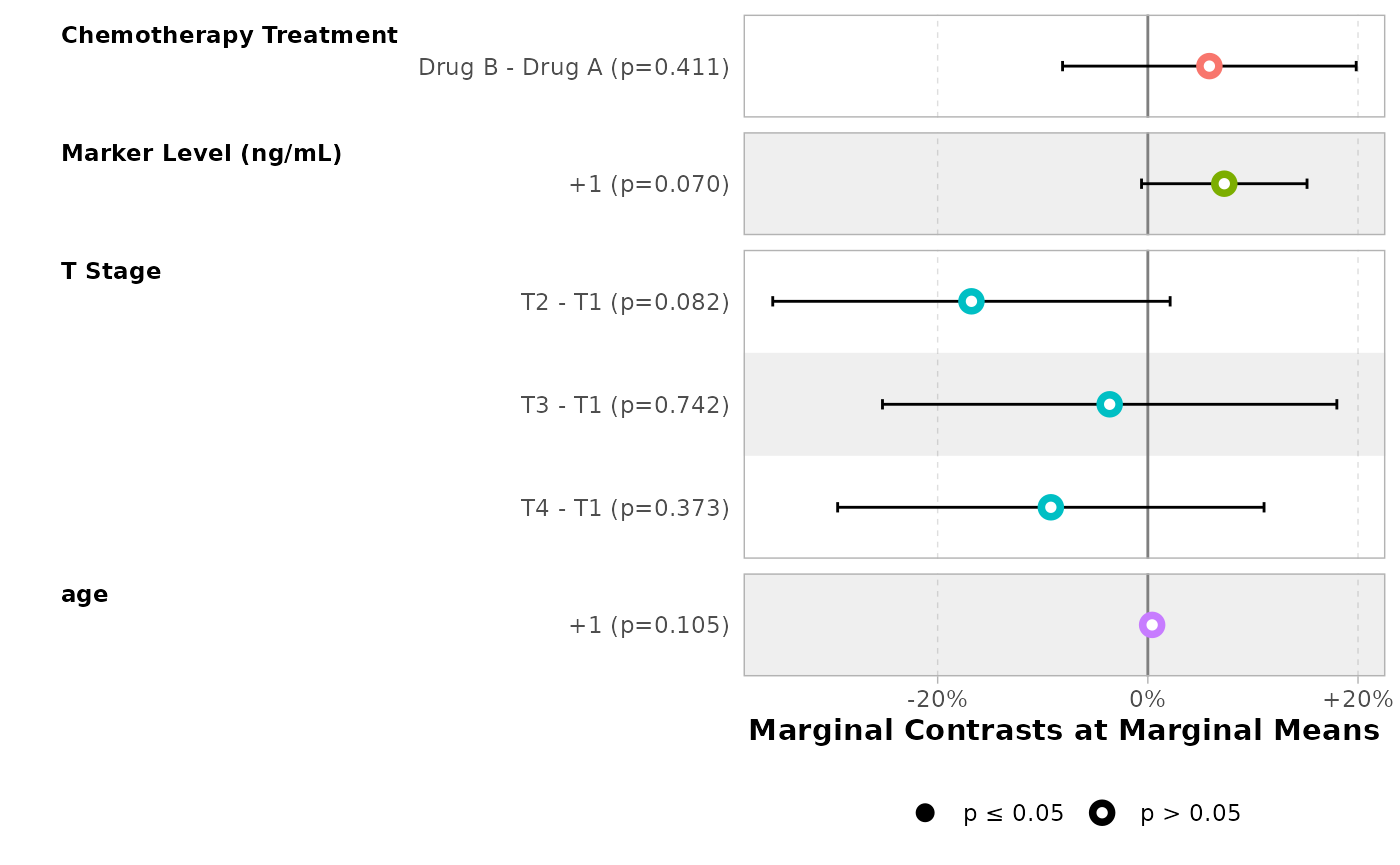 Chemotherapy Treatment
Drug B - Drug A (p=0.411)
Marker Level (ng/mL)
+1 (p=0.070)
T Stage
T2 - T1 (p=0.082)
T3 - T1 (p=0.742)
T4 - T1 (p=0.373)
age
+1 (p=0.105)
-20% 0% +20%
Marginal Contrasts at Marginal Means
p ≤ 0.05 p > 0.05